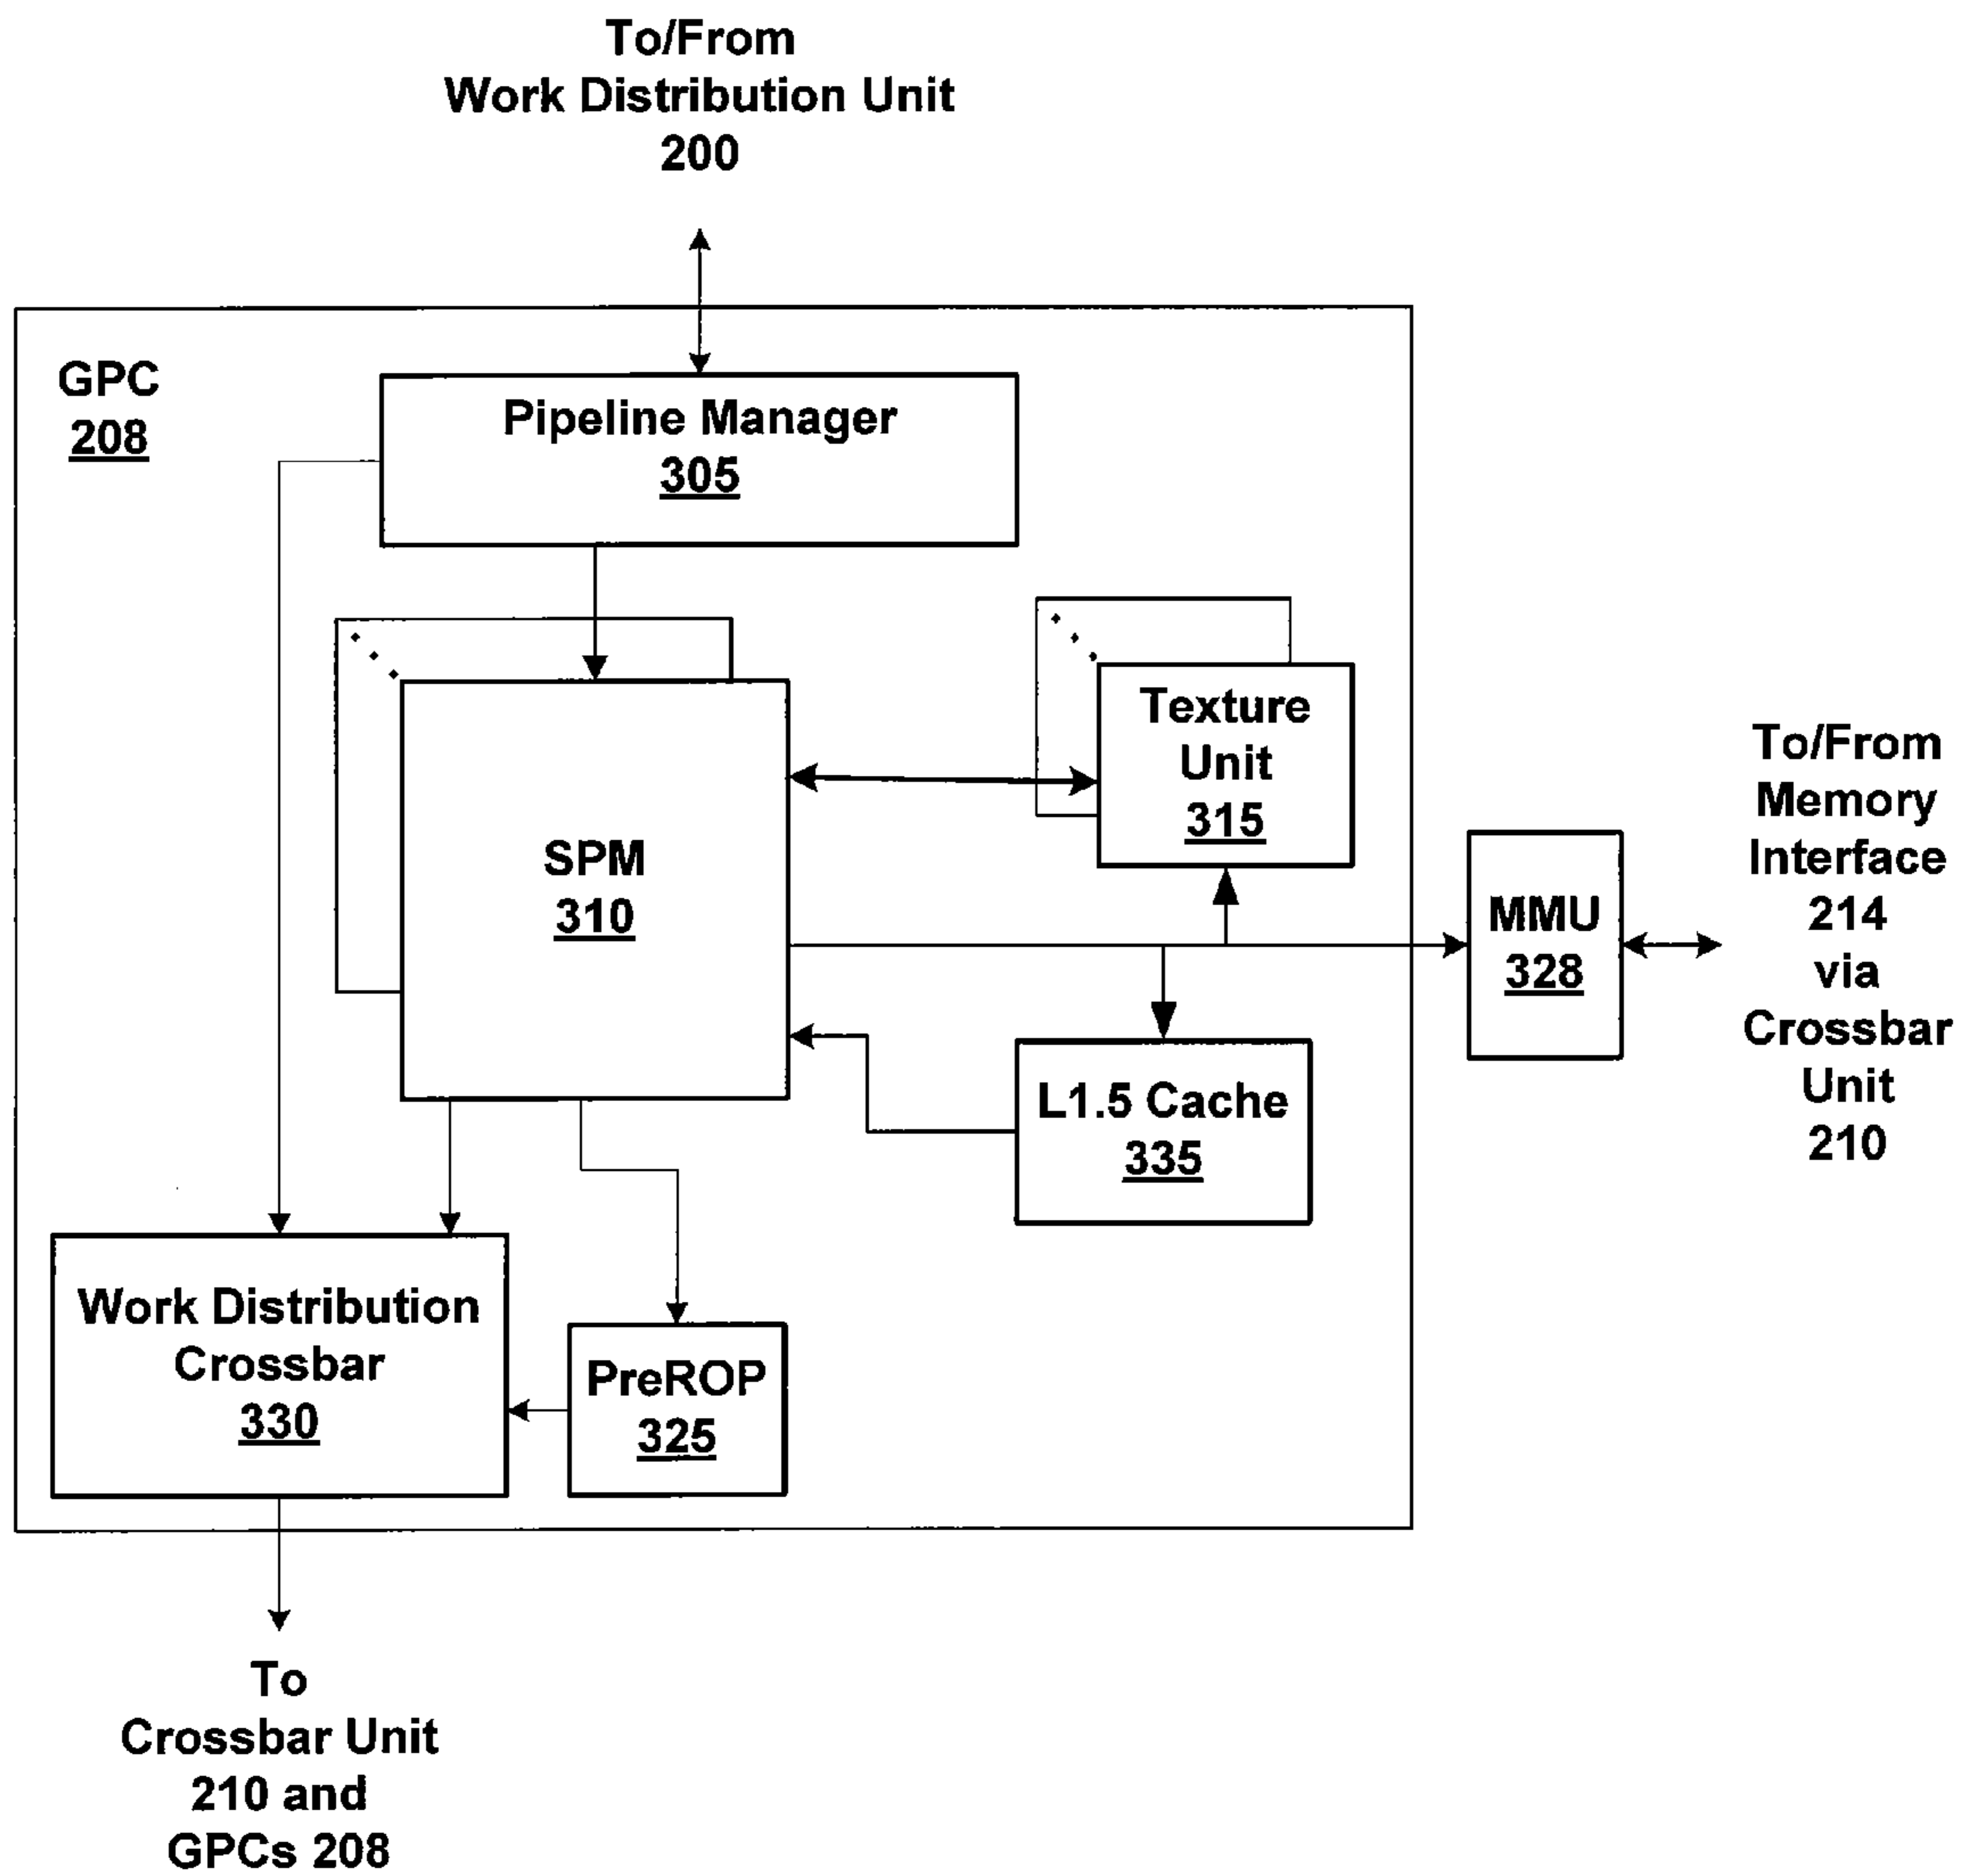 To/From
Work Distribution Unit
200
GPC
208
Pipeline Manager
305
Texture
Unit
315
SPM
310
MMU
328
To/From
Memory
Interface
214
via
Crossbar
Unit
210
L1.5 Cache
335
Work Distribution
Crossbar
330
PreROP
325
To
Crossbar Unit
210 and
GPCs 208